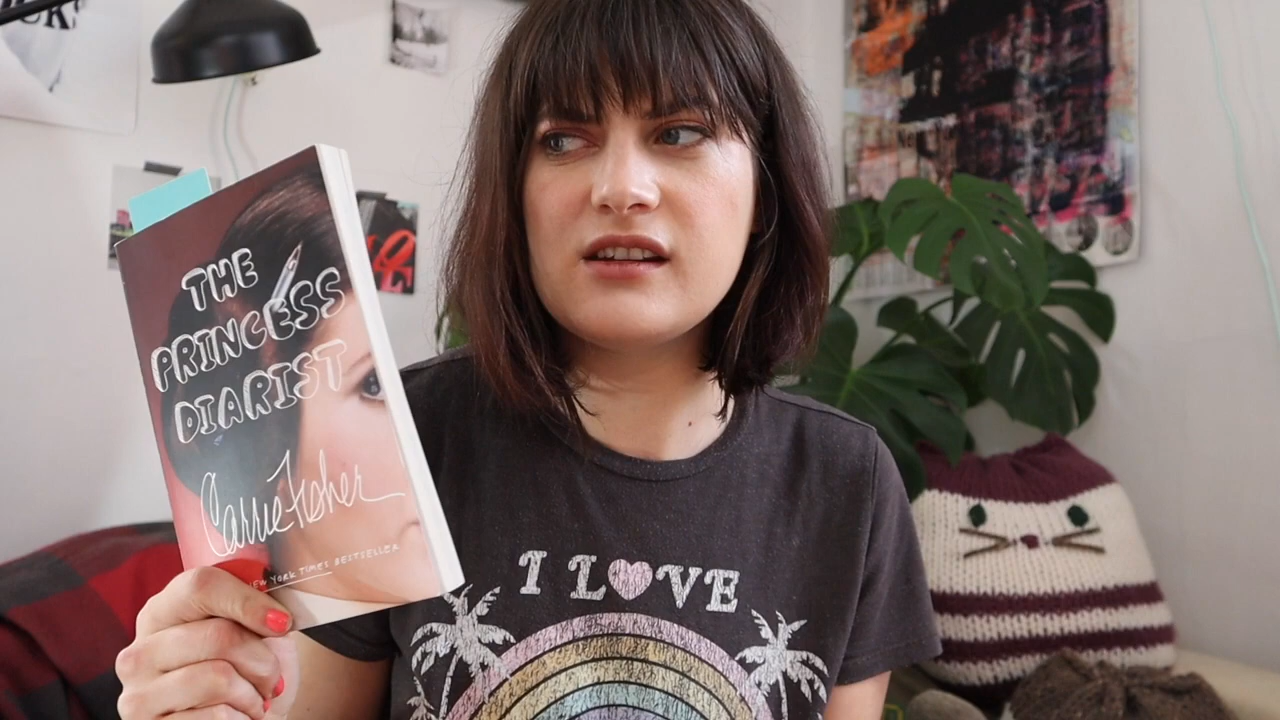 THE
PRINCESS
DIARIST
Carrie Fisher
NEW YORK TIMES BESTSELLER
I LOVE